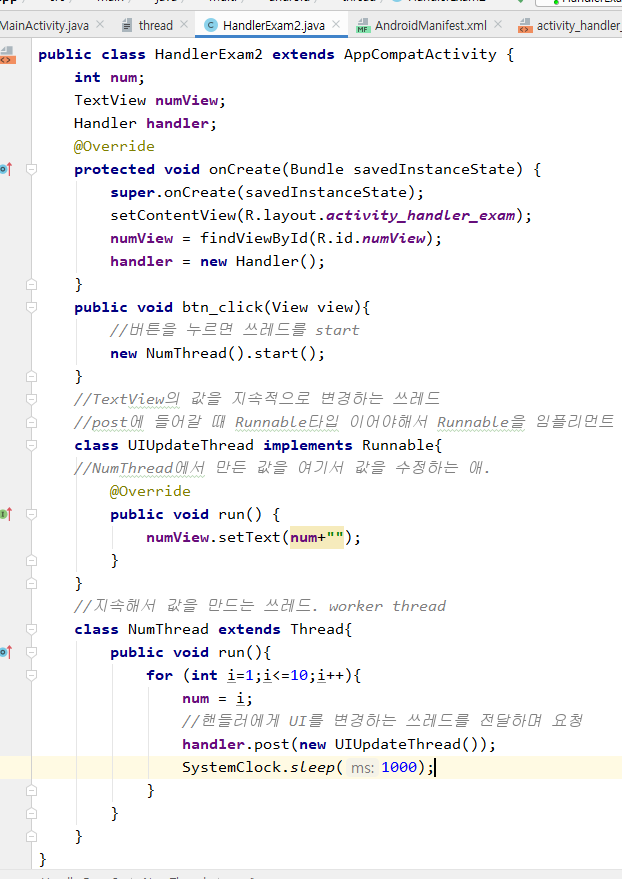 MainActivity.java × thread × HandlerExam2.java × AndroidManifest.xml × activity_handler_
public class HandlerExam2 extends AppCompatActivity {
int num;
TextView numView;
Handler handler;
@Override
protected void onCreate(Bundle savedInstanceState) {
super.onCreate(savedInstanceState);
setContentView(R.layout.activity_handler_exam);
numView = findViewById(R.id.numView);
handler = new Handler();
}
public void btn_click(View view){
//버튼을 누르면 쓰레드를 start
new NumThread().start();
}
//TextView의 값을 지속적으로 변경하는 쓰레드
//post에 들어갈 때 Runnable타입 이어야해서 Runnable을 임플리먼트
class UIUpdateThread implements Runnable{
//NumThread에서 만든 값을 여기서 값을 수정하는 애.
@Override
public void run() {
numView.setText(num+"");
}
}
//지속해서 값을 만드는 쓰레드. worker thread
class NumThread extends Thread{
public void run(){
for (int i=1;i<=10;i++){
num = i;
//핸들러에게 UI를 변경하는 쓰레드를 전달하며 요청
handler.post(new UIUpdateThread());
SystemClock.sleep( ms: 1000);
}
}
}
}